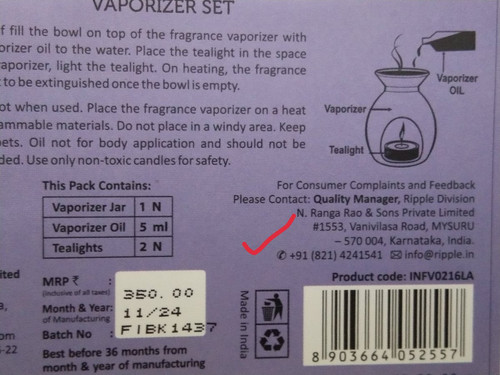 VAPORIZER SET
f fill the bowl on top of the fragrance vaporizer with
orizer oil to the water. Place the tealight in the space
vaporizer, light the tealight. On heating, the fragrance
t to be extinguished once the bowl is empty.
ot when used. Place the fragrance vaporizer on a heat
ammable materials. Do not place in a windy area. Keep
pets. Oil not for body application and should not be
ded. Use only non-toxic candles for safety.
Vaporizer
OIL
Vaporizer
Tealight
This Pack Contains:
Vaporizer Jar 1 N
Vaporizer Oil 5 ml
Tealights 2 N
For Consumer Complaints and Feedback
Please Contact: Quality Manager, Ripple Division
N. Ranga Rao & Sons Private Limited
#1553, Vanivilasa Road, MYSURU
– 570 004, Karnataka, India.
+91 (821) 4241541 info@ripple.in
Product code: INFV0216LA
ited
a,
om
5-22
MRP ₹ :
(inclusive of all taxes)
350.00
Month & Year:
of Manufacturing
11/24
Batch No :
FIBK1437
Best before 36 months from
month & year of manufacturing
Made in India
8 903664 052557